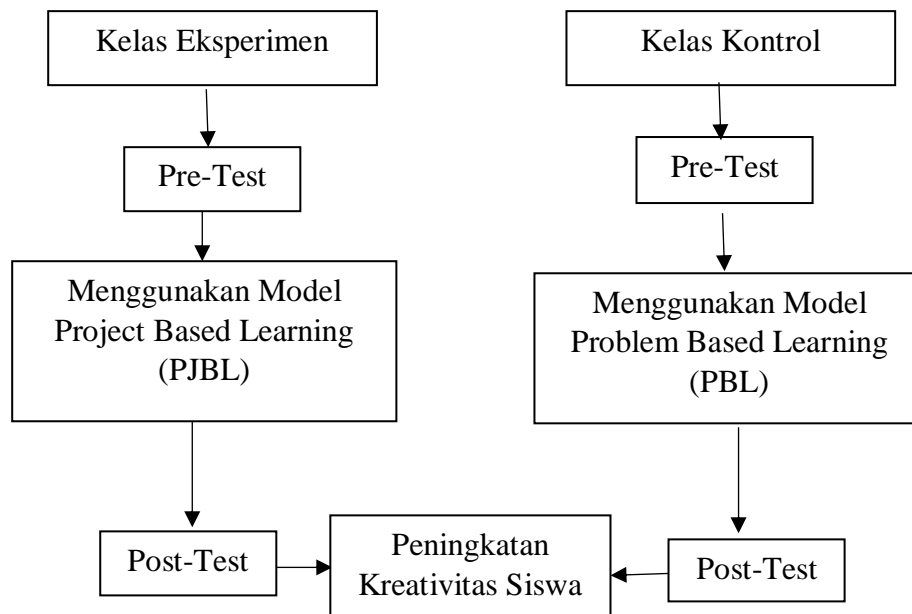 Kelas Eksperimen
Kelas Kontrol
Pre-Test
Pre-Test
Menggunakan Model
Project Based Learning
(PJBL)
Menggunakan Model
Problem Based Learning
(PBL)
Post-Test
Peningkatan
Kreativitas Siswa
Post-Test